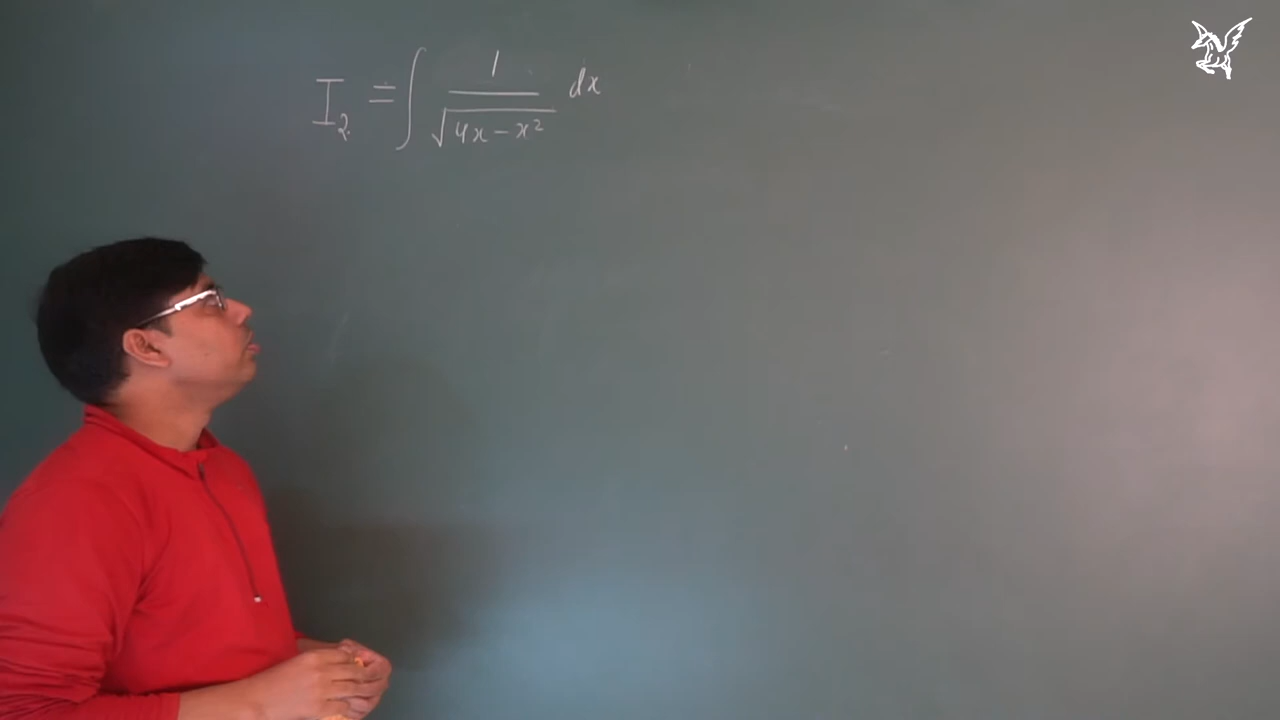 I₂ = ∫ 1/√(4x − x²) dx